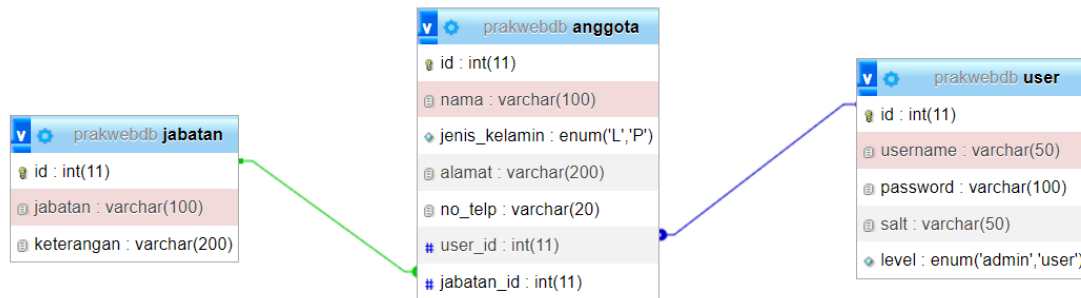 prakwebdb jabatan
id : int(11)
jabatan : varchar(100)
keterangan : varchar(200)
v prakwebdb anggota
id : int(11)
nama : varchar(100)
jenis_kelamin : enum('L','P')
alamat : varchar(200)
no_telp : varchar(20)
# user_id : int(11)
# jabatan_id : int(11)
v prakwebdb user
id : int(11)
username : varchar(50)
password : varchar(100)
salt : varchar(50)
level : enum('admin','user')